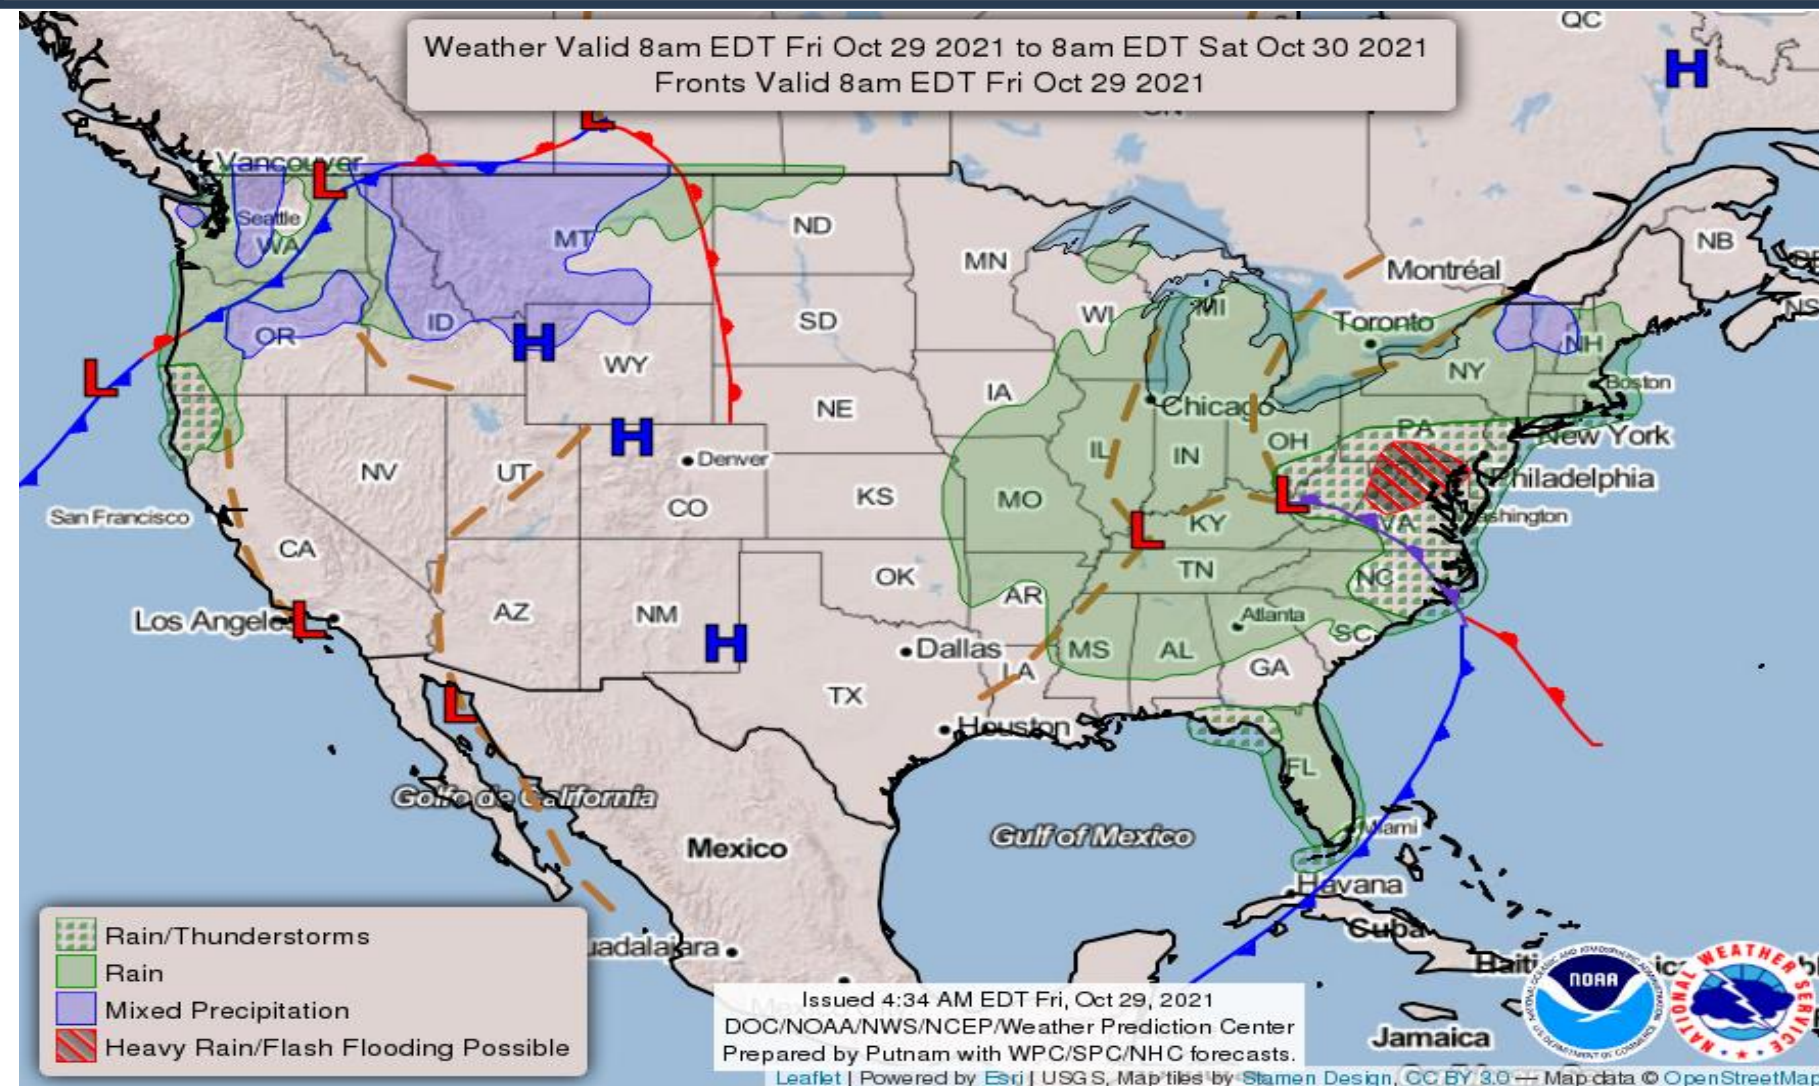 Weather Valid 8am EDT Fri Oct 29 2021 to 8am EDT Sat Oct 30 2021
Fronts Valid 8am EDT Fri Oct 29 2021
QC
H
L
Vancouver
L
Seattle
WA
MT
ND
MN
Montréal
NB
NS
OR
ID
H
SD
WI
MI
Toronto
NH
L
WY
IA
NY
Boston
NE
Chicago
H
Denver
NV
UT
IL
IN
OH
PA
New York
Philadelphia
CO
KS
MO
L
San Francisco
L
KY
VA
CA
OK
TN
NC
AZ
NM
AR
Atlanta
Los Angeles
L
H
Dallas
MS
AL
SC
LA
GA
L
TX
Houston
FL
Golfo de California
Gulf of Mexico
Miami
Mexico
Havana
Cuba
Haiti
Jamaica
Rain/Thunderstorms
Rain
Mixed Precipitation
Heavy Rain/Flash Flooding Possible
uadalajara
Mexico City
Issued 4:34 AM EDT Fri, Oct 29, 2021
DOC/NOAA/NWS/NCEP/Weather Prediction Center
Prepared by Putnam with WPC/SPC/NHC forecasts.
NOAA
NATIONAL WEATHER SERVICE
Leaflet | Powered by Esri | USGS, Map tiles by Stamen Design, CC BY 3.0 — Map data © OpenStreetMap